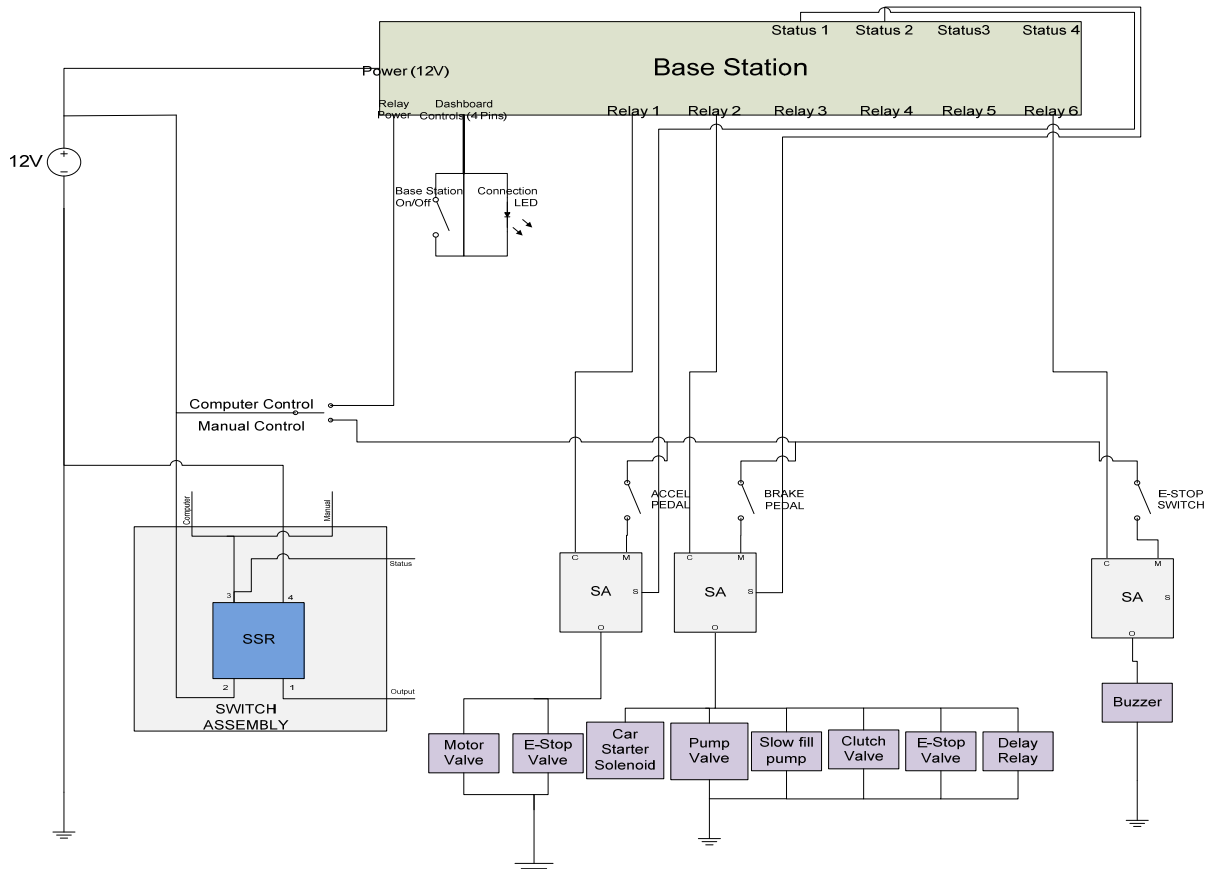 Status 1
Status 2
Status3
Status 4
Base Station
Power (12V)
Relay
Power
Dashboard
Controls (4 Pins)
Relay 1
Relay 2
Relay 3
Relay 4
Relay 5
Relay 6
12V
+
−
Base Station
On/Off
Connection
LED
Computer Control
Manual Control
ACCEL
PEDAL
BRAKE
PEDAL
E-STOP
SWITCH
Computer
Manual
Status
3
4
SSR
2
1
Output
SWITCH
ASSEMBLY
C
M
SA
S
O
C
M
SA
S
O
C
M
SA
S
O
Motor
Valve
E-Stop
Valve
Car
Starter
Solenoid
Pump
Valve
Slow fill
pump
Clutch
Valve
E-Stop
Valve
Delay
Relay
Buzzer